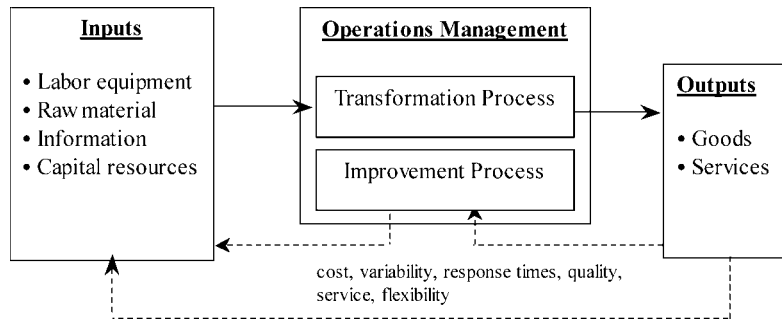 Inputs
• Labor equipment
• Raw material
• Information
• Capital resources
Operations Management
Transformation Process
Improvement Process
Outputs
• Goods
• Services
cost, variability, response times, quality,
service, flexibility